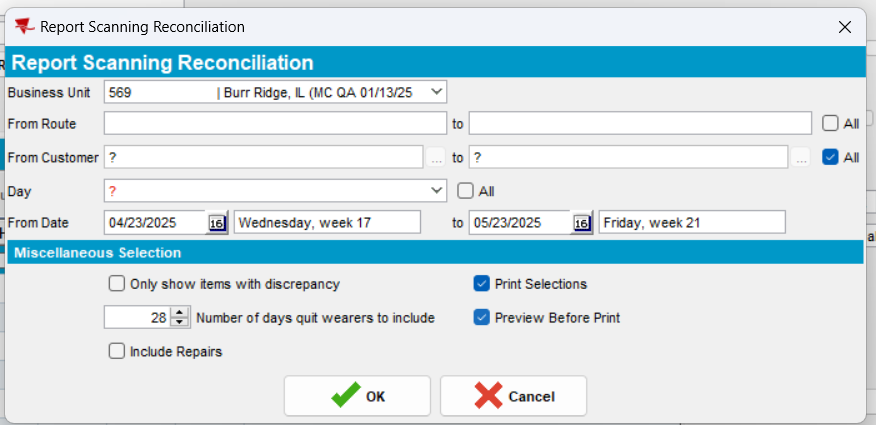 Report Scanning Reconciliation
Report Scanning Reconciliation
Business Unit 569 | Burr Ridge, IL (MC QA 01/13/25
From Route to All
From Customer ? ... to ? ... All
Day ? All
From Date 04/23/2025 16 Wednesday, week 17 to 05/23/2025 16 Friday, week 21
Miscellaneous Selection
Only show items with discrepancy Print Selections
28 Number of days quit wearers to include Preview Before Print
Include Repairs
OK Cancel